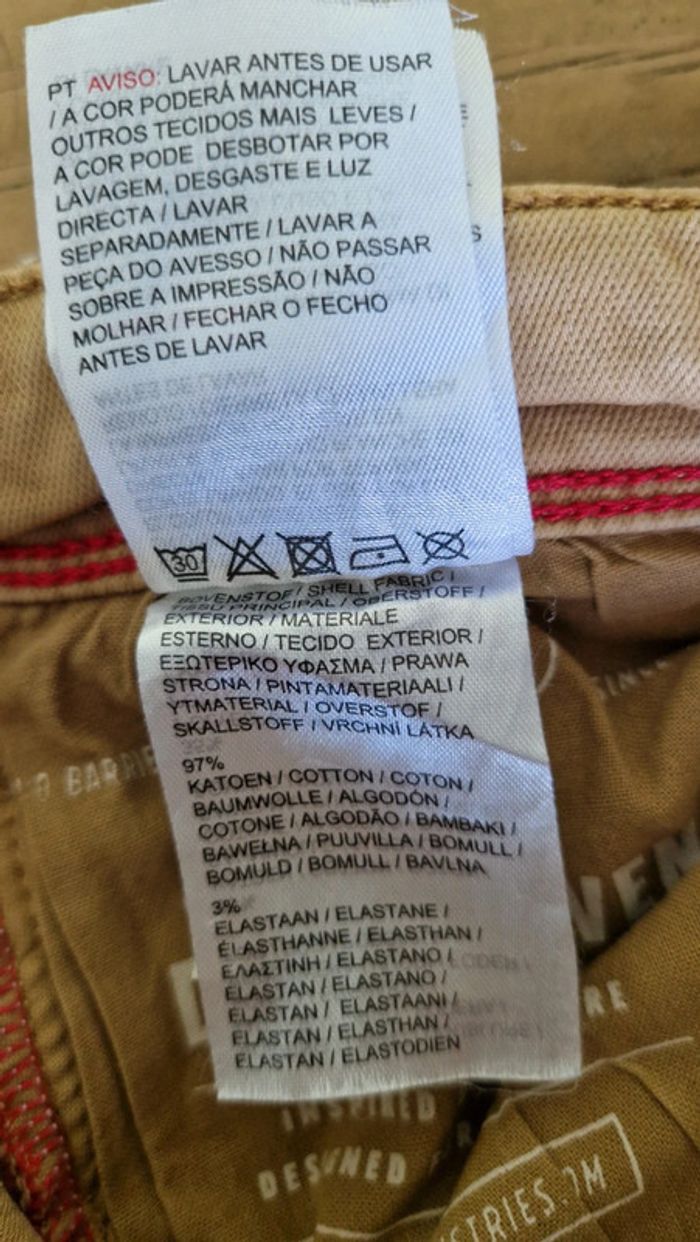 PT AVISO: LAVAR ANTES DE USAR
/ A COR PODERÁ MANCHAR
OUTROS TECIDOS MAIS LEVES /
A COR PODE DESBOTAR POR
LAVAGEM, DESGASTE E LUZ
DIRECTA / LAVAR
SEPARADAMENTE / LAVAR A
PEÇA DO AVESSO / NÃO PASSAR
SOBRE A IMPRESSÃO / NÃO
MOLHAR / FECHAR O FECHO
ANTES DE LAVAR
30
BOVENSTOF / SHELL FABRIC /
TISSU PRINCIPAL / OBERSTOFF /
EXTERIOR / MATERIALE
ESTERNO / TECIDO EXTERIOR /
ΕΞΩΤΕΡΙΚΟ ΥΦΑΣΜΑ / PRAWA
STRONA / PINTAMATERIAALI /
YTMATERIAL / OVERSTOF /
SKALLSTOFF / VRCHNÍ LÁTKA
97%
KATOEN / COTTON / COTON /
BAUMWOLLE / ALGODÓN /
COTONE / ALGODÃO / BAMBAKI /
BAWEŁNA / PUUVILLA / BOMULL /
BOMULD / BOMULL / BAVLNA
3%
ELASTAAN / ELASTANE /
ÉLASTHANNE / ELASTHAN /
ΕΛΑΣΤΙΝΗ / ELASTANO /
ELASTAN / ELASTANO /
ELASTAN / ELASTAANI /
ELASTAN / ELASTHAN /
ELASTAN / ELASTODIEN
INSPIRED
DESIGNED